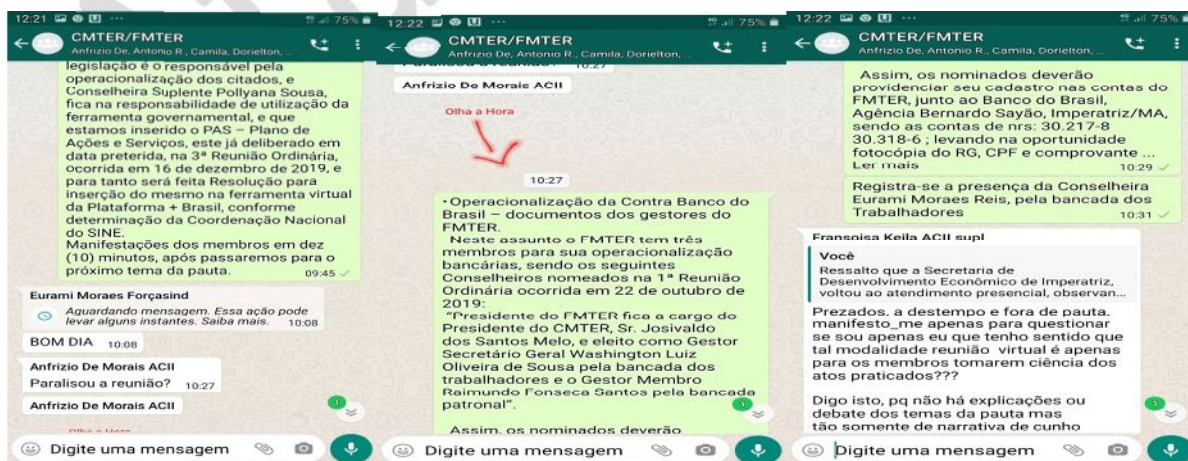 12:21 75%
CMTER/FMTER
Anfrizio De, Antonio R., Camila, Dorielton, ...
legislação é o responsável pela
operacionalização dos citados, e
Conselheira Suplente Pollyana Sousa,
fica na responsabilidade de utilização da
ferramenta governamental, e que
estamos inserido o PAS – Plano de
Ações e Serviços, este já deliberado em
data preterida, na 3ª Reunião Ordinária,
ocorrida em 16 de dezembro de 2019, e
para tanto será feita Resolução para
inserção do mesmo na ferramenta virtual
da Plataforma + Brasil, conforme
determinação da Coordenação Nacional
do SINE.
Manifestações dos membros em dez
(10) minutos, após passaremos para o
próximo tema da pauta. 09:45
Eurami Moraes Forçasind
Aguardando mensagem. Essa ação pode
levar alguns instantes. Saiba mais. 10:08
BOM DIA 10:08
Anfrizio De Morais ACII
Paralisou a reunião? 10:27
Anfrizio De Morais ACII
Olha a Hora
1
Digite uma mensagem
12:22 75%
CMTER/FMTER
Anfrizio De, Antonio R., Camila, Dorielton, ...
Paralisou a reunião? 10:27
Anfrizio De Morais ACII
Olha a Hora
10:27
•Operacionalização da Contra Banco do
Brasil – documentos dos gestores do
FMTER.
Neste assunto o FMTER tem três
membros para sua operacionalização
bancárias, sendo os seguintes
Conselheiros nomeados na 1ª Reunião
Ordinária ocorrida em 22 de outubro de
2019:
"Presidente do FMTER fica a cargo do
Presidente do CMTER, Sr. Josivaldo
dos Santos Melo, e eleito como Gestor
Secretário Geral Washington Luiz
Oliveira de Sousa pela bancada dos
trabalhadores e o Gestor Membro
Raimundo Fonseca Santos pela bancada
patronal".
Assim, os nominados deverão
1
Digite uma mensagem
12:22 75%
CMTER/FMTER
Anfrizio De, Antonio R., Camila, Dorielton, ...
Assim, os nominados deverão
providenciar seu cadastro nas contas do
FMTER, junto ao Banco do Brasil,
Agência Bernardo Sayão, Imperatriz/MA,
sendo as contas de nrs: 30.217-8
30.318-6 ; levando na oportunidade
fotocópia do RG, CPF e comprovante ...
Ler mais 10:29
Registra-se a presença da Conselheira
Eurami Moraes Reis, pela bancada dos
Trabalhadores 10:31
Fransoisa Keila ACII supl
Você
Ressalto que a Secretaria de
Desenvolvimento Econômico de Imperatriz,
voltou ao atendimento presencial, observan...
Prezados. a destempo e fora de pauta.
manifesto_me apenas para questionar
se sou apenas eu que tenho sentido que
tal modalidade reunião virtual é apenas
para os membros tomarem ciência dos
atos praticados???
Digo isto, pq não há explicações ou
debate dos temas da pauta mas
tão somente de narrativa de cunho
1
Digite uma mensagem